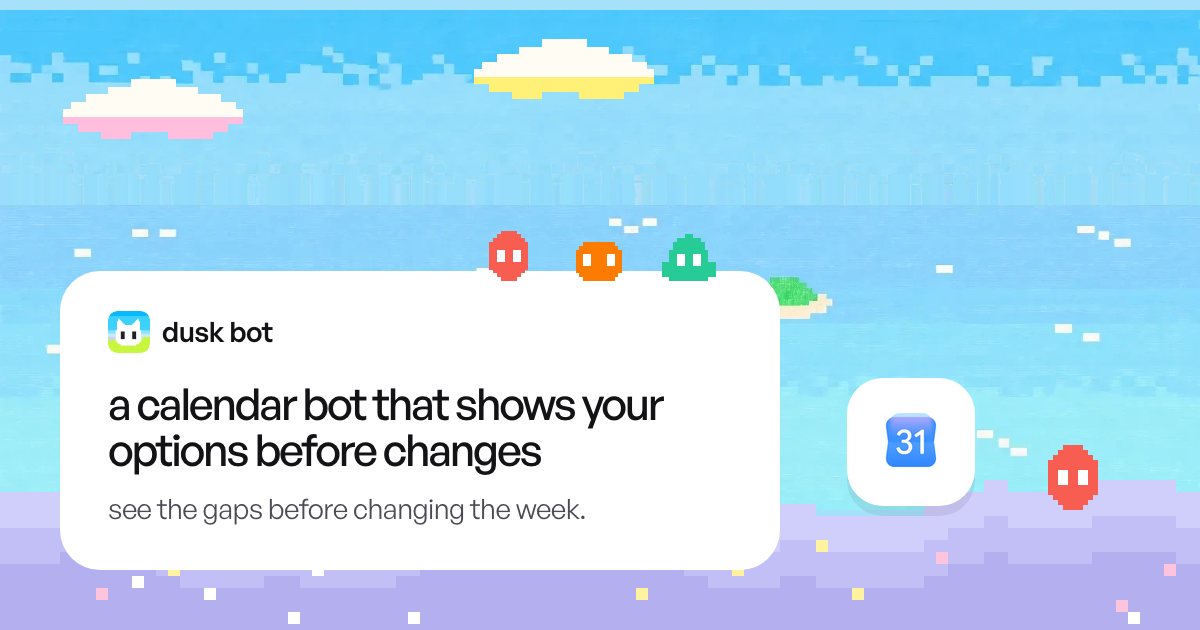 dusk bot
a calendar bot that shows your
options before changes
see the gaps before changing the week.
31